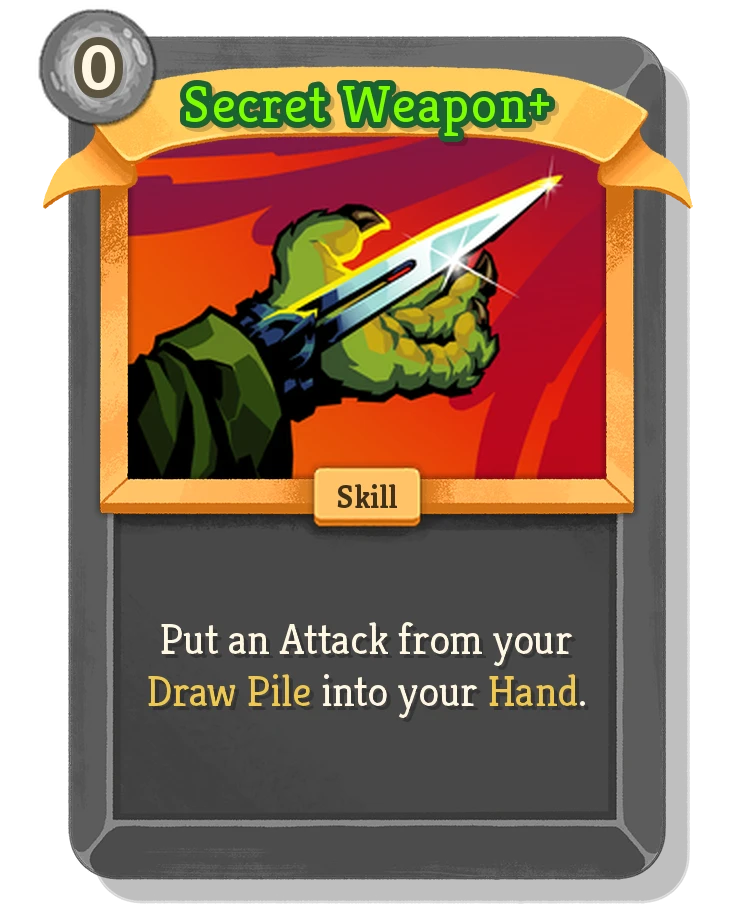 0
Secret Weapon+
Skill
Put an Attack from your
Draw Pile into your Hand.